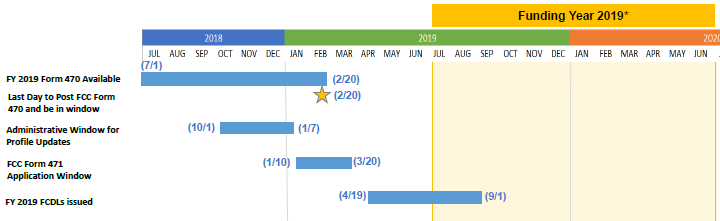 Funding Year 2019*
2018 2019 2020
JUL AUG SEP OCT NOV DEC JAN FEB MAR APR MAY JUN JUL AUG SEP OCT NOV DEC JAN FEB MAR APR MAY JUN
(7/1)
FY 2019 Form 470 Available (2/20)
Last Day to Post FCC Form (2/20)
470 and be in window
Administrative Window for (10/1) (1/7)
Profile Updates
FCC Form 471 (1/10) (3/20)
Application Window
FY 2019 FCDLs issued (4/19) (9/1)